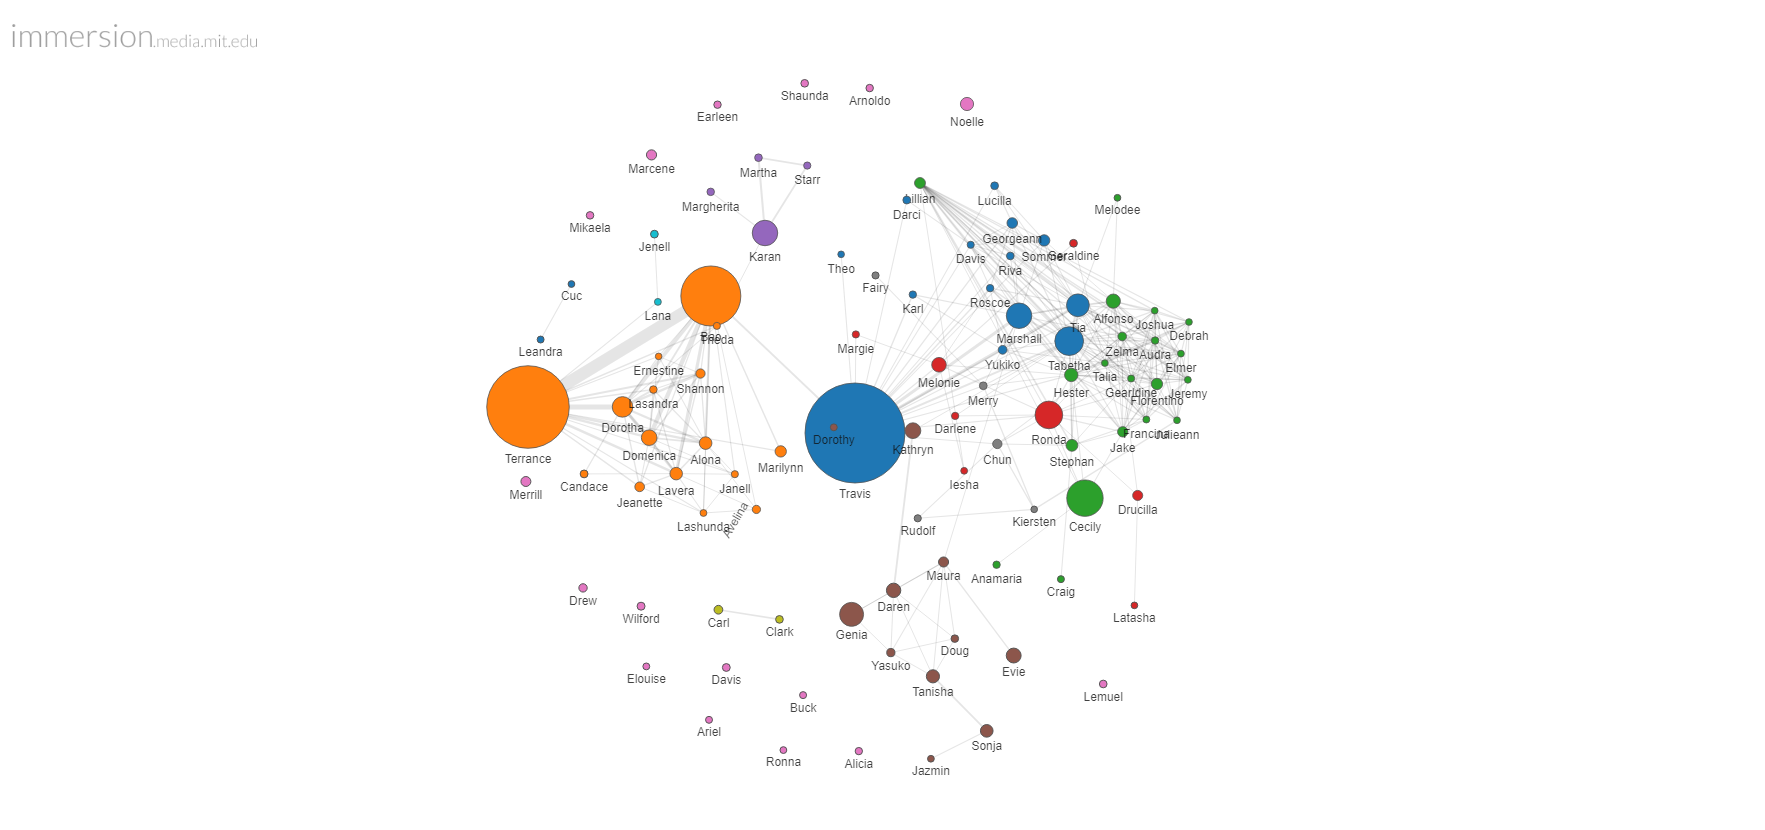 immersion.media.mit.edu
Shaunda
Arnoldo
Earleen
Noelle
Marcene
Martha
Starr
Lillian
Lucilla
Melodee
Margherita
Darci
Mikaela
Jenell
Karan
Georgeann
Sommer
Geraldine
Davis
Riva
Theo
Fairy
Cuc
Karl
Roscoe
Lana
Bao
Theda
Marshall
Tia
Alfonso
Joshua
Debrah
Leandra
Margie
Yukiko
Tabetha
Zelma
Audra
Elmer
Ernestine
Shannon
Melonie
Talia
Hester
Gearldine
Florentino
Jeremy
Lasandra
Merry
Dorotha
Dorothy
Kathryn
Darlene
Ronda
Francina
Julieann
Terrance
Domenica
Alona
Marilynn
Chun
Stephan
Jake
Merrill
Candace
Jeanette
Lavera
Janell
Travis
Iesha
Drucilla
Lashunda
Avelina
Rudolf
Kiersten
Cecily
Maura
Anamaria
Craig
Drew
Wilford
Carl
Clark
Daren
Genia
Latasha
Yasuko
Doug
Evie
Elouise
Davis
Tanisha
Lemuel
Buck
Ariel
Sonja
Ronna
Alicia
Jazmin